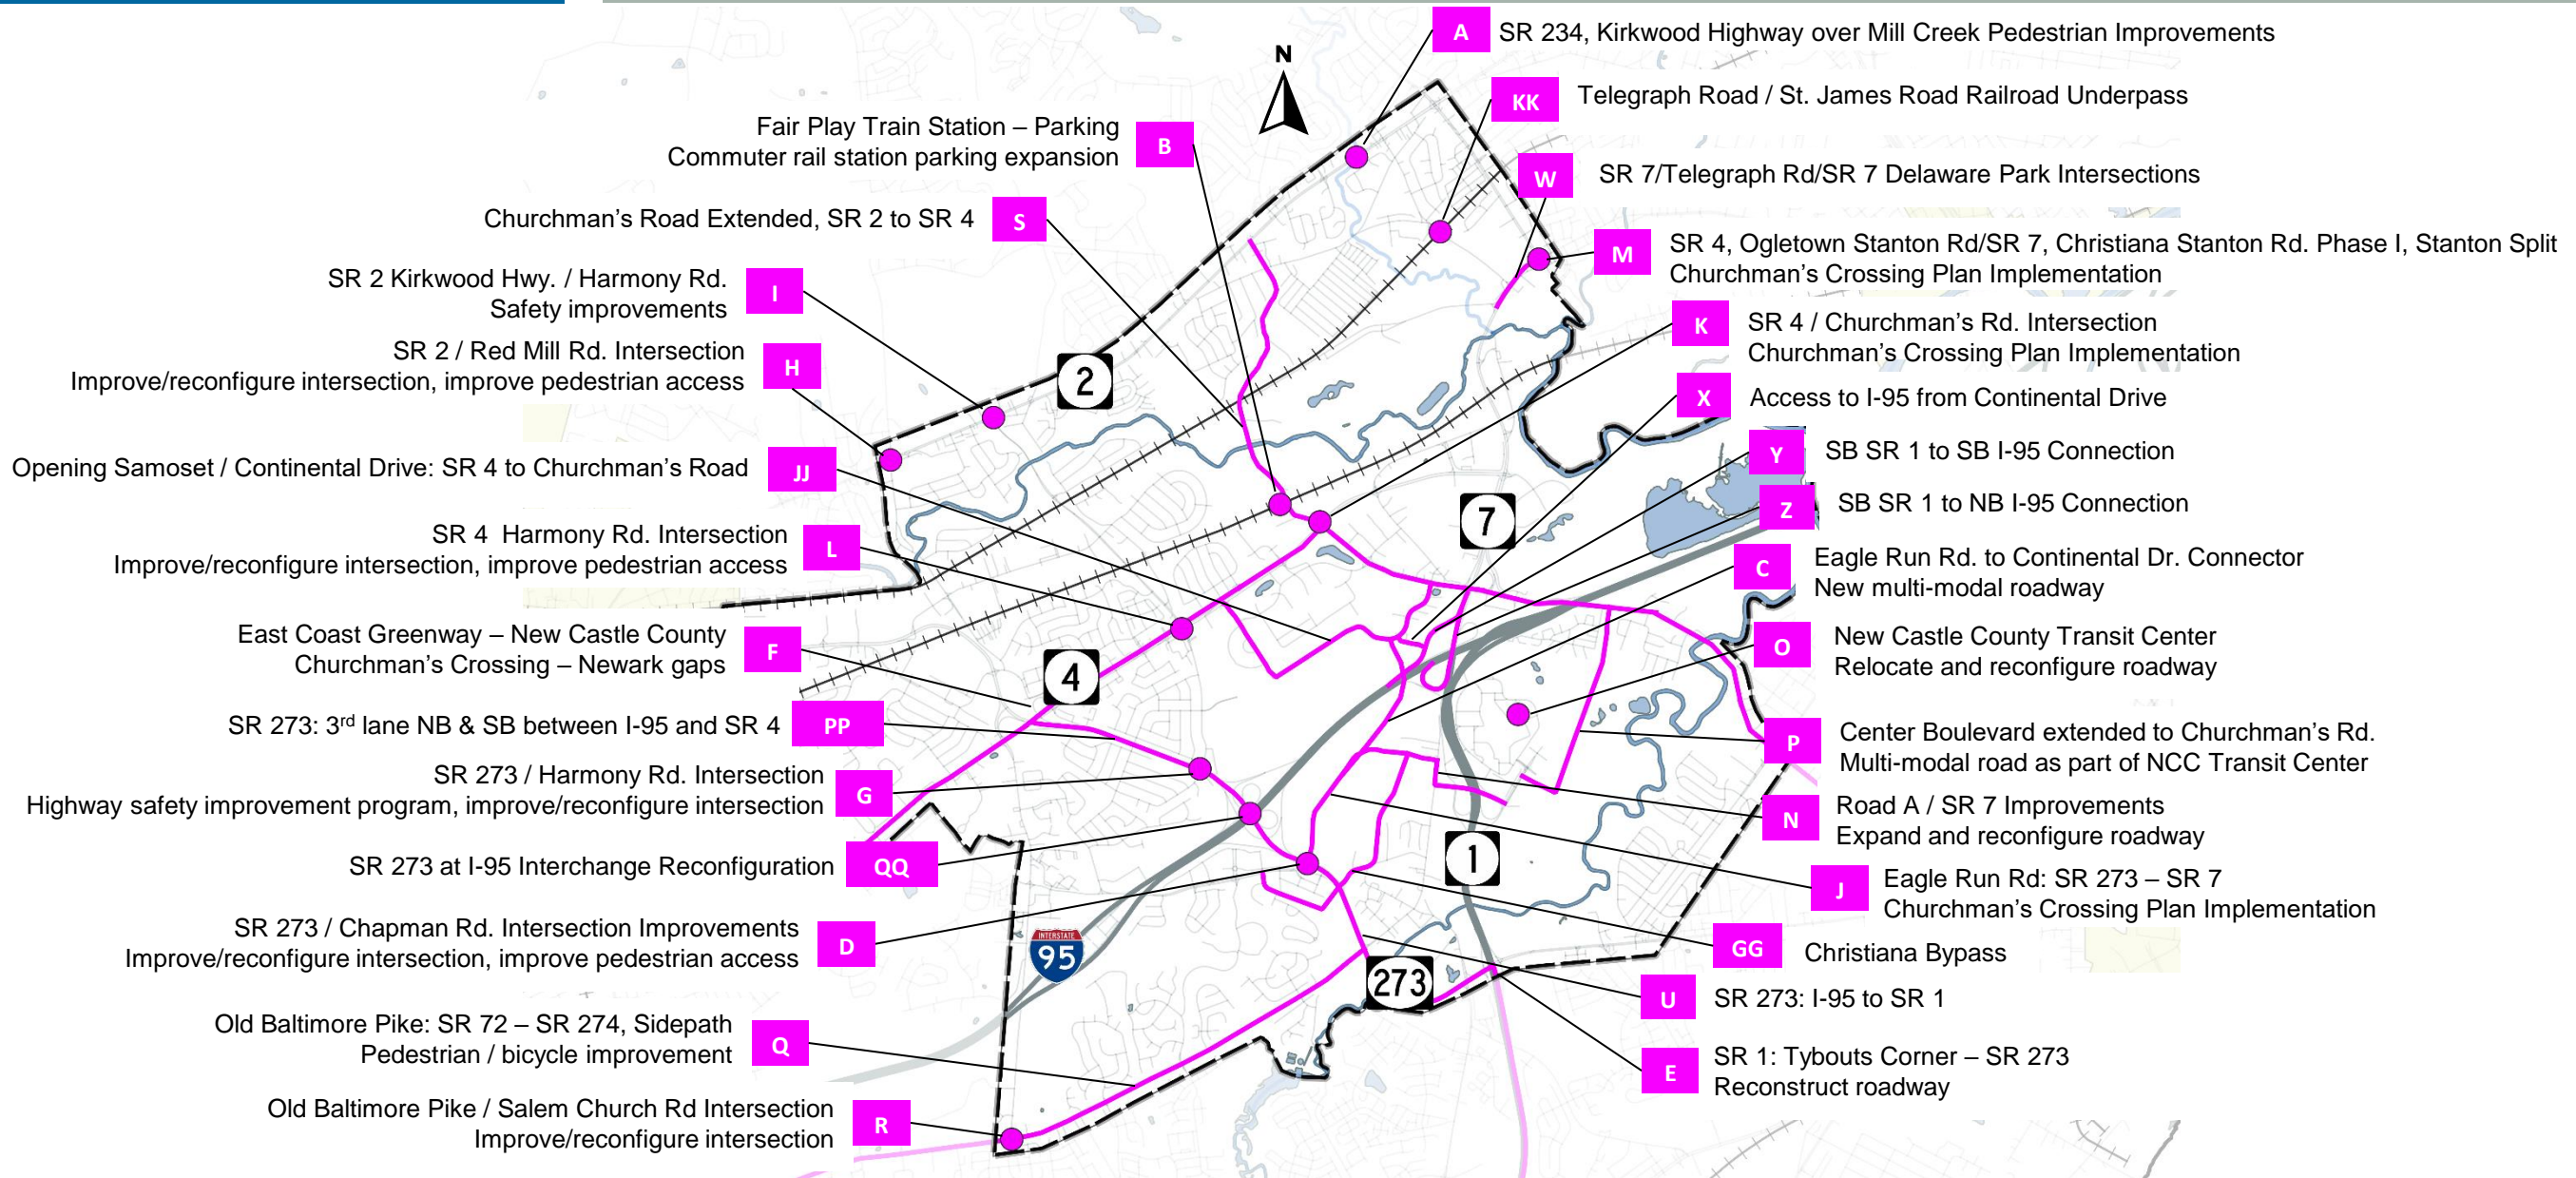 A
SR 234, Kirkwood Highway over Mill Creek Pedestrian Improvements
N
KK
Telegraph Road / St. James Road Railroad Underpass
Fair Play Train Station – Parking
Commuter rail station parking expansion
B
W
SR 7/Telegraph Rd/SR 7 Delaware Park Intersections
Churchman's Road Extended, SR 2 to SR 4
S
M
SR 4, Ogletown Stanton Rd/SR 7, Christiana Stanton Rd. Phase I, Stanton Split
Churchman's Crossing Plan Implementation
SR 2 Kirkwood Hwy. / Harmony Rd.
Safety improvements
I
K
SR 4 / Churchman's Rd. Intersection
Churchman's Crossing Plan Implementation
SR 2 / Red Mill Rd. Intersection
Improve/reconfigure intersection, improve pedestrian access
H
2
X
Access to I-95 from Continental Drive
Opening Samoset / Continental Drive: SR 4 to Churchman's Road
JJ
Y
SB SR 1 to SB I-95 Connection
Z
SB SR 1 to NB I-95 Connection
7
SR 4  Harmony Rd. Intersection
Improve/reconfigure intersection, improve pedestrian access
L
C
Eagle Run Rd. to Continental Dr. Connector
New multi-modal roadway
East Coast Greenway – New Castle County
Churchman's Crossing – Newark gaps
F
O
New Castle County Transit Center
Relocate and reconfigure roadway
4
SR 273: 3rd lane NB & SB between I-95 and SR 4
PP
P
Center Boulevard extended to Churchman's Rd.
Multi-modal road as part of NCC Transit Center
SR 273 / Harmony Rd. Intersection
Highway safety improvement program, improve/reconfigure intersection
G
N
Road A / SR 7 Improvements
Expand and reconfigure roadway
SR 273 at I-95 Interchange Reconfiguration
QQ
1
J
Eagle Run Rd: SR 273 – SR 7
Churchman's Crossing Plan Implementation
SR 273 / Chapman Rd. Intersection Improvements
Improve/reconfigure intersection, improve pedestrian access
D
INTERSTATE
95
GG
Christiana Bypass
273
U
SR 273: I-95 to SR 1
Old Baltimore Pike: SR 72 – SR 274, Sidepath
Pedestrian / bicycle improvement
Q
E
SR 1: Tybouts Corner – SR 273
Reconstruct roadway
Old Baltimore Pike / Salem Church Rd Intersection
Improve/reconfigure intersection
R